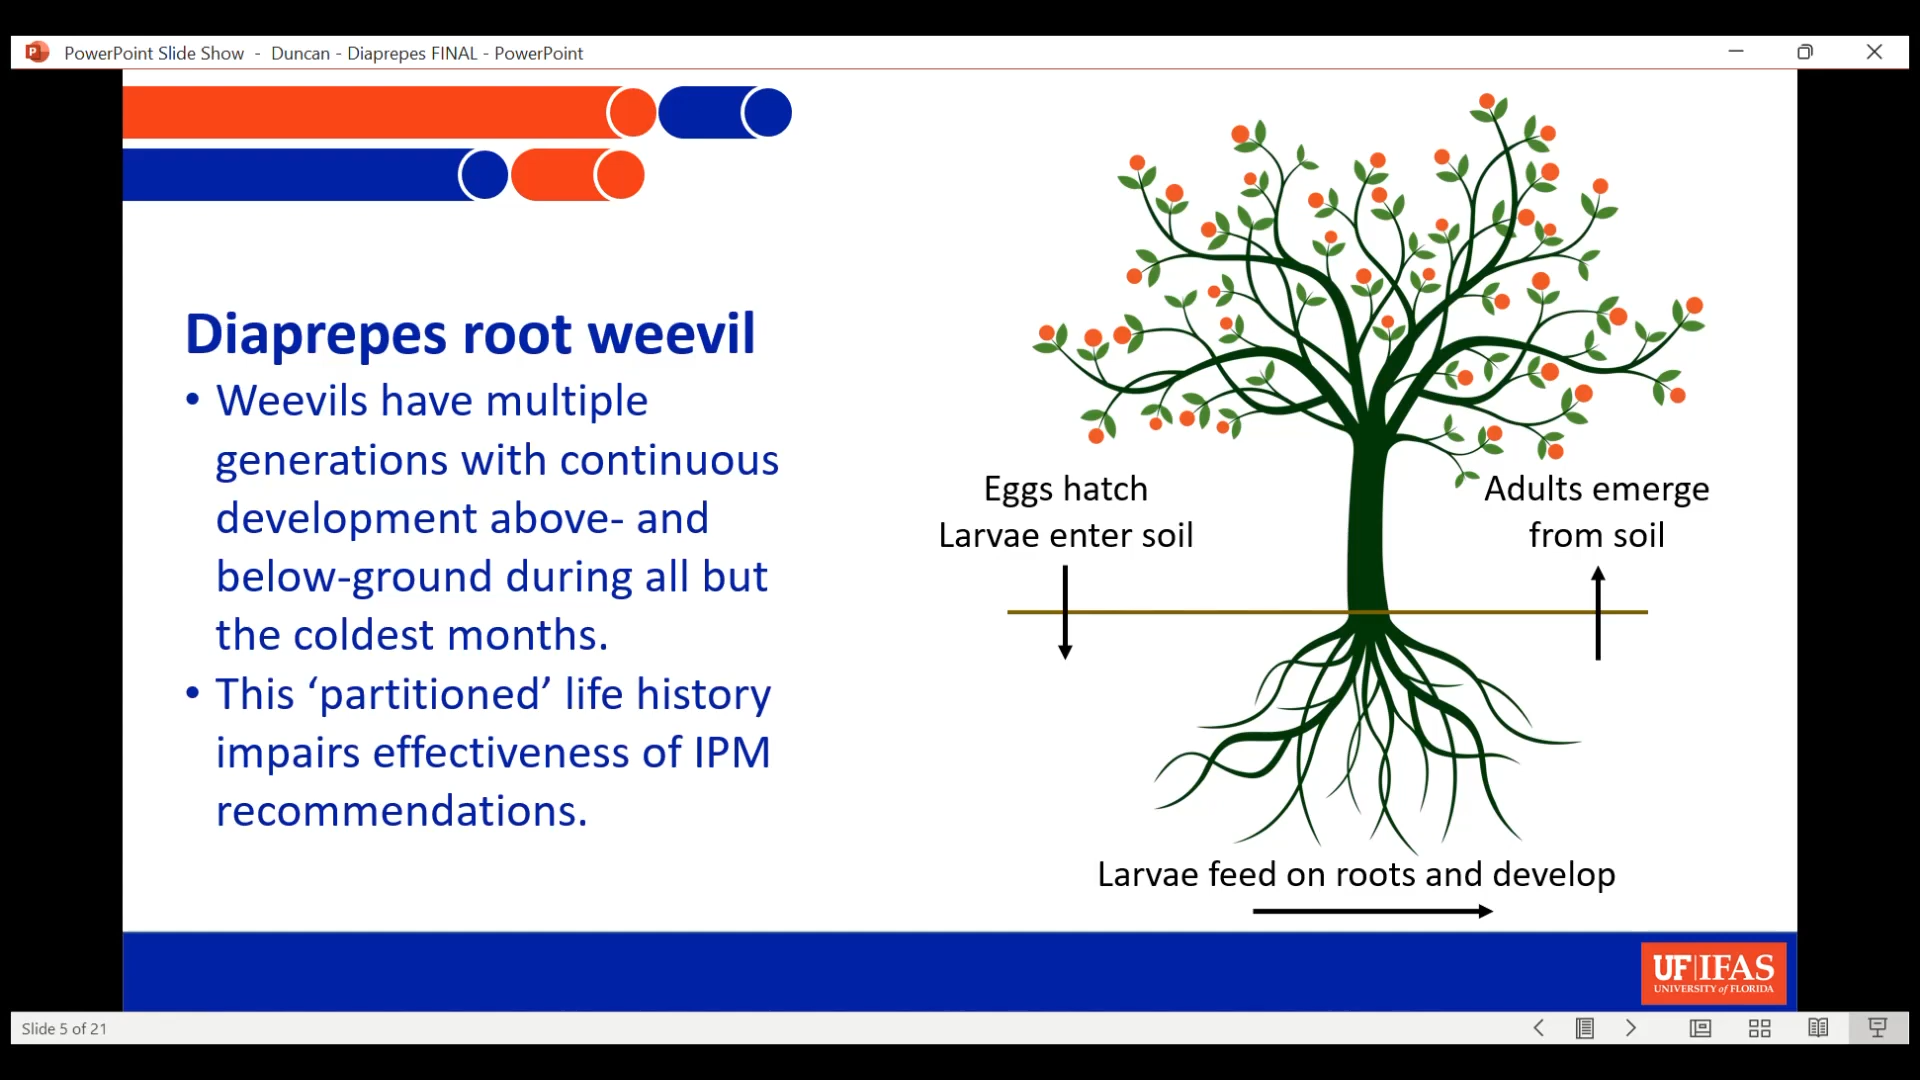 PowerPoint Slide Show - Duncan - Diaprepes FINAL - PowerPoint
Diaprepes root weevil
• Weevils have multiple
generations with continuous
development above- and
below-ground during all but
the coldest months.
• This ‘partitioned’ life history
impairs effectiveness of IPM
recommendations.
Eggs hatch
Larvae enter soil
Adults emerge
from soil
Larvae feed on roots and develop
UF|IFAS
UNIVERSITY of FLORIDA
Slide 5 of 21